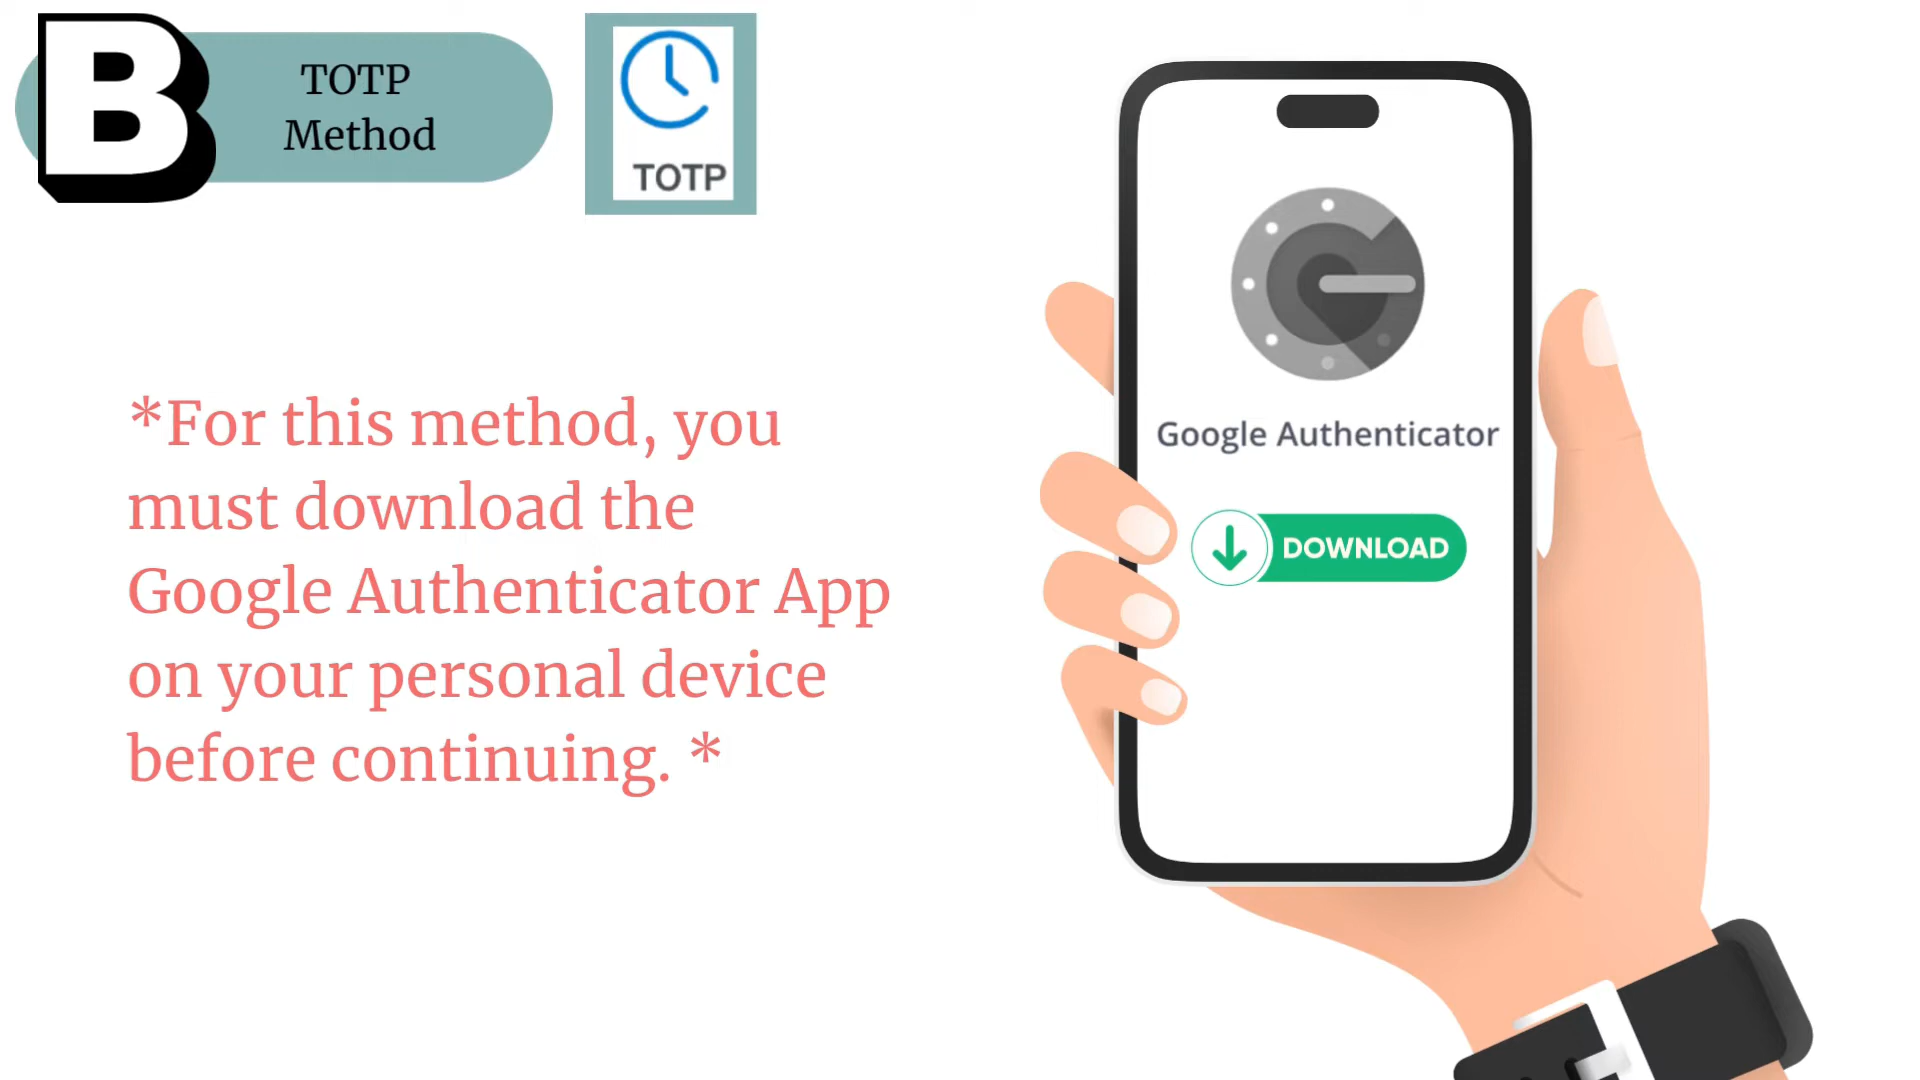 B
TOTP
Method
TOTP
*For this method, you
must download the
Google Authenticator App
on your personal device
before continuing. *
Google Authenticator
DOWNLOAD